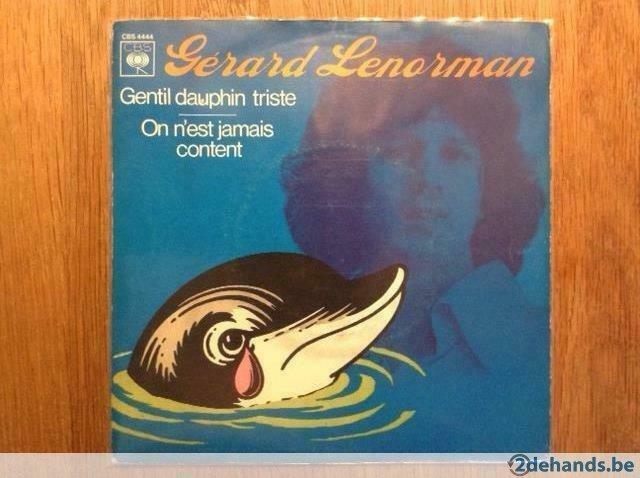 CBS 4444
CBS
Gérard Lenorman
Gentil dauphin triste
On n'est jamais
content
2dehands.be